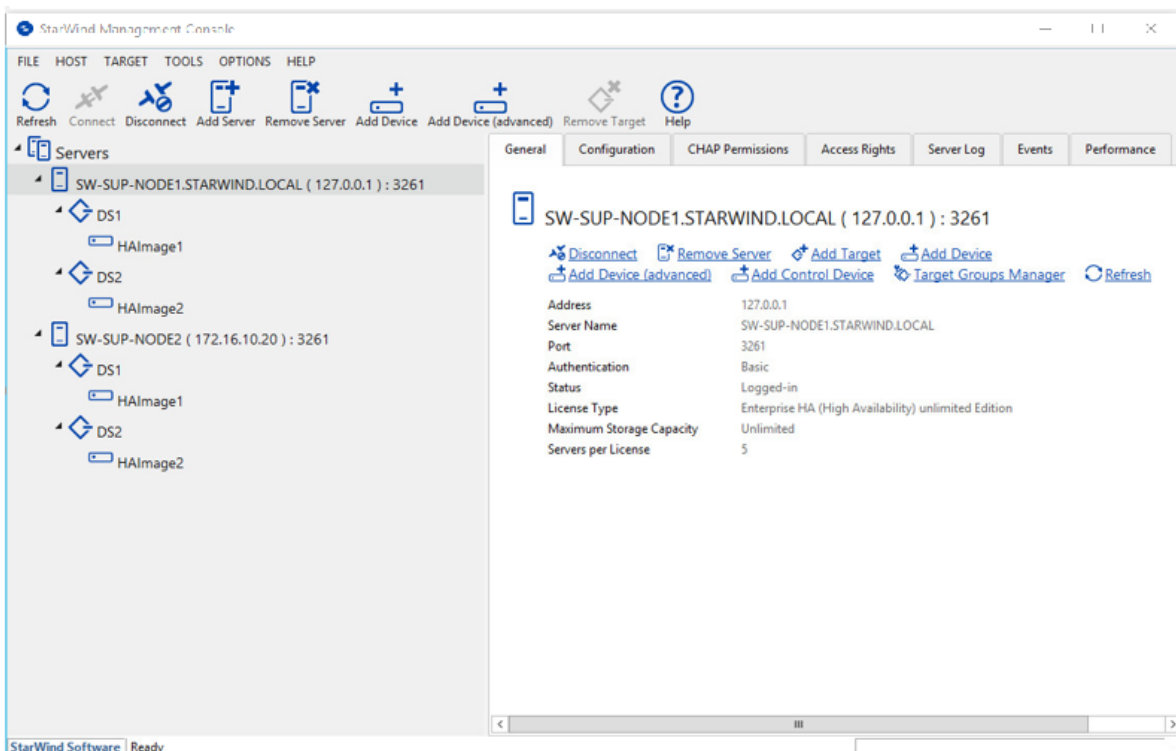 StarWind Management Console
FILE HOST TARGET TOOLS OPTIONS HELP
Refresh Connect Disconnect Add Server Remove Server Add Device Add Device (advanced) Remove Target Help
Servers
SW-SUP-NODE1.STARWIND.LOCAL ( 127.0.0.1 ) : 3261
DS1
HAImage1
DS2
HAImage2
SW-SUP-NODE2 ( 172.16.10.20 ) : 3261
DS1
HAImage1
DS2
HAImage2
General Configuration CHAP Permissions Access Rights Server Log Events Performance
SW-SUP-NODE1.STARWIND.LOCAL ( 127.0.0.1 ) : 3261
Disconnect Remove Server Add Target Add Device
Add Device (advanced) Add Control Device Target Groups Manager Refresh
Address 127.0.0.1
Server Name SW-SUP-NODE1.STARWIND.LOCAL
Port 3261
Authentication Basic
Status Logged-in
License Type Enterprise HA (High Availability) unlimited Edition
Maximum Storage Capacity Unlimited
Servers per License 5
StarWind Software Ready